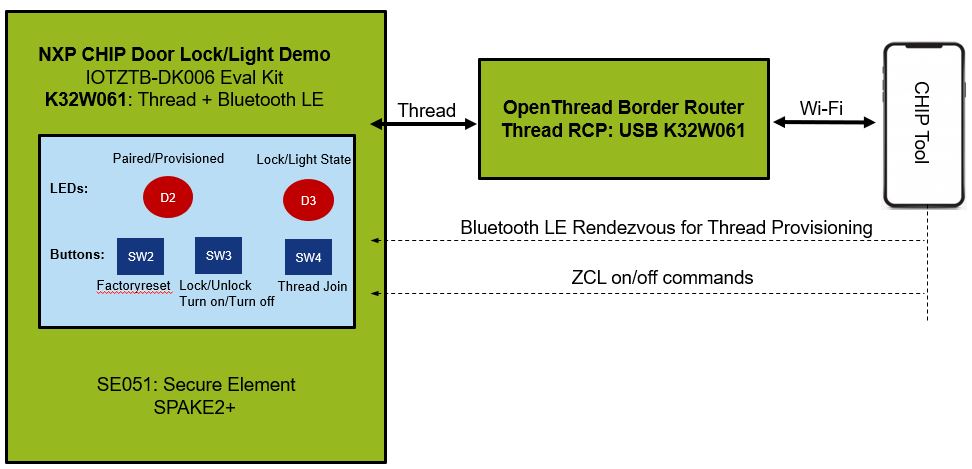 NXP CHIP Door Lock/Light Demo
IOTZTB-DK006 Eval Kit
K32W061: Thread + Bluetooth LE
Paired/Provisioned
Lock/Light State
LEDs:
D2
D3
Buttons:
SW2
SW3
SW4
Factoryreset
Lock/Unlock
Turn on/Turn off
Thread Join
SE051: Secure Element
SPAKE2+
Thread
OpenThread Border Router
Thread RCP: USB K32W061
Wi-Fi
CHIP Tool
Bluetooth LE Rendezvous for Thread Provisioning
ZCL on/off commands